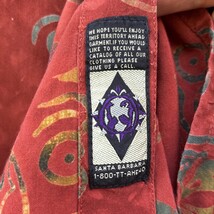 WE HOPE YOU'LL ENJOY
THIS TERRITORY AHEAD
GARMENT. IF YOU WOULD
LIKE TO RECEIVE A
CATALOG OF ALL OUR
CLOTHING PLEASE
GIVE US A CALL.
SANTA BARBARA
1-800-TT-AHEAD